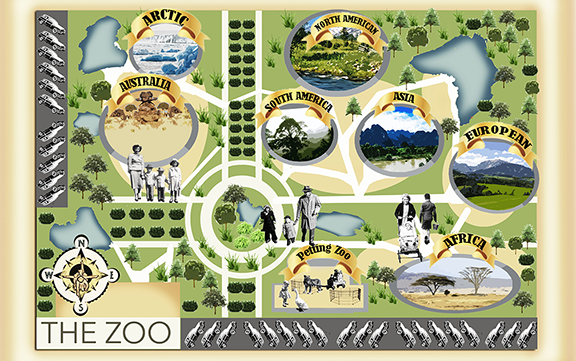 ARCTIC
NORTH AMERICAN
AUSTRALIA
SOUTH AMERICA
ASIA
EUROPEAN
N
W E
S
Petting Zoo
AFRICA
THE ZOO